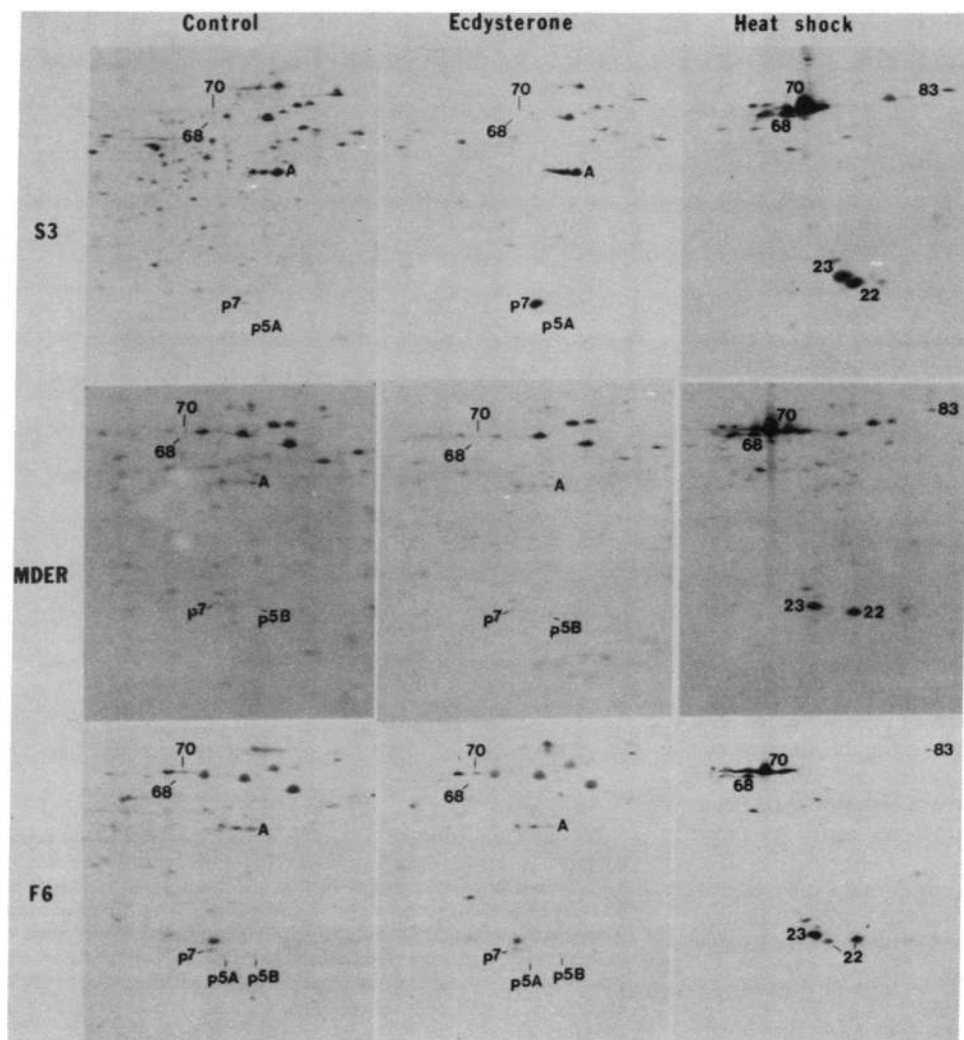 Control Ecdysterone Heat shock
70 70 70 83
68 68 68
A A
S3
23
22
p7 p7
p5A p5A
70 70 70 83
68 68 68
A A
MDER
p7 p5B p7 p5B 23 22
70 70 70 83
68 68 68
A A
F6
23
22
p7 p7
p5A p5B p5A p5B